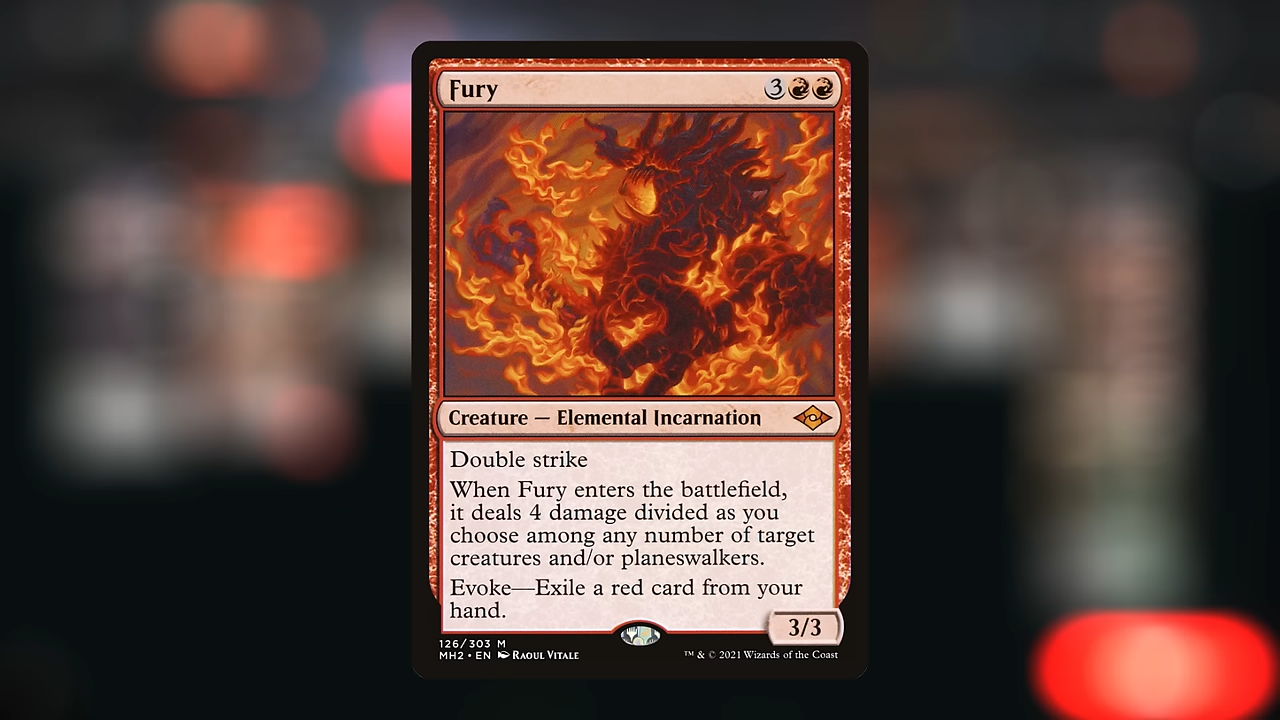 Fury 3
Creature — Elemental Incarnation
Double strike
When Fury enters the battlefield,
it deals 4 damage divided as you
choose among any number of target
creatures and/or planeswalkers.
Evoke—Exile a red card from your
hand.
3/3
126/303 M
MH2 • EN Raoul Vitale
™ & © 2021 Wizards of the Coast